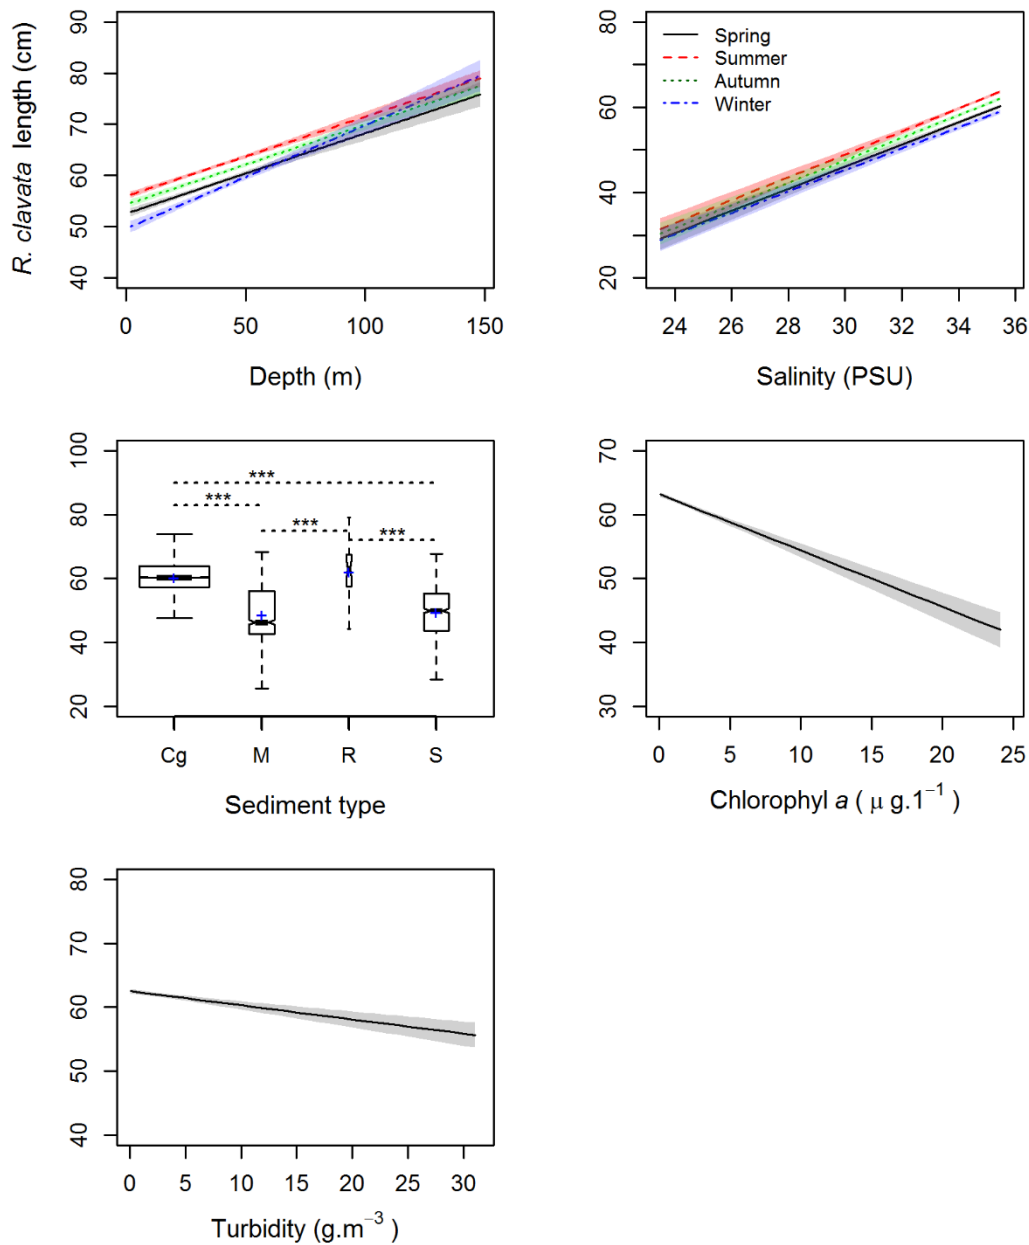 R. clavata length (cm)
40 50 60 70 80 90
0 50 100 150
Depth (m)
20 40 60 80
Spring
Summer
Autumn
Winter
24 26 28 30 32 34 36
Salinity (PSU)
20 40 60 80 100
***
*** *** ***
Cg M R S
Sediment type
30 40 50 60 70
0 5 10 15 20 25
Chlorophyl a ( μ g.1⁻¹ )
40 50 60 70 80
0 5 10 15 20 25 30
Turbidity (g.m⁻³ )